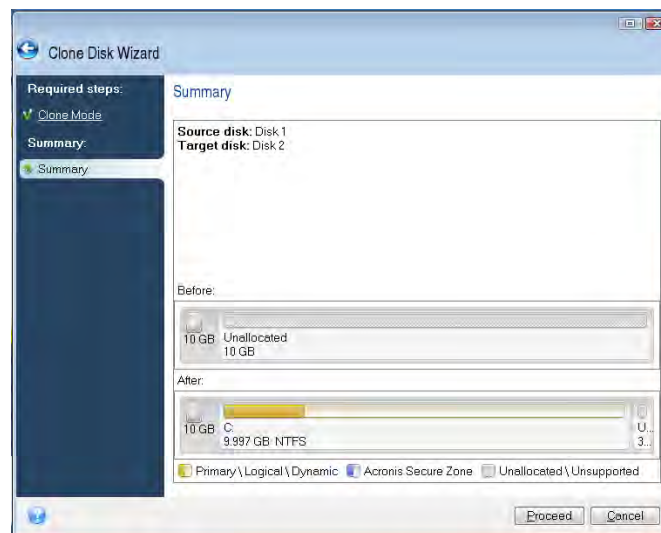 Clone Disk Wizard
Required steps:
Clone Mode
Summary:
Summary
Summary
Source disk: Disk 1
Target disk: Disk 2
Before:
10 GB
Unallocated
10 GB
After:
10 GB
C:
9.997 GB NTFS
U...
3...
Primary \ Logical \ Dynamic
Acronis Secure Zone
Unallocated \ Unsupported
Proceed
Cancel